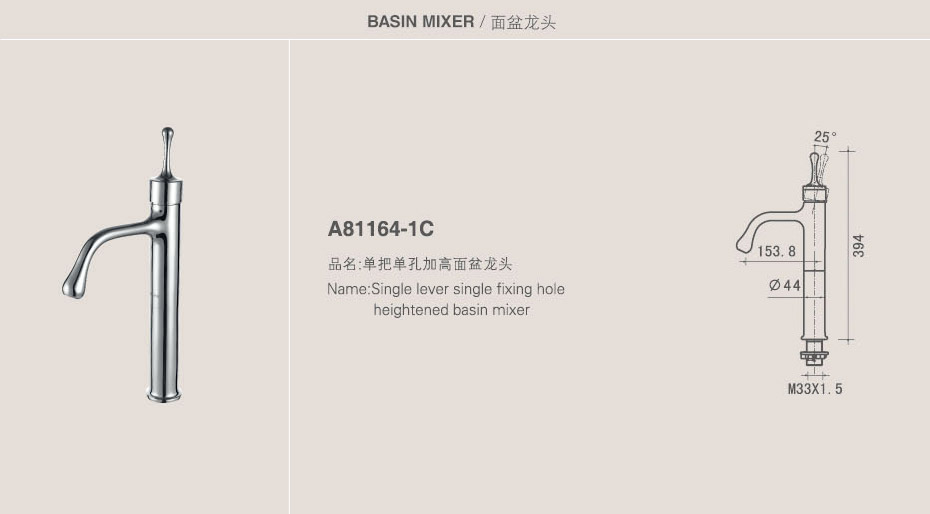 BASIN MIXER / 面盆龙头
A81164-1C
品名:单把单孔加高面盆龙头
Name:Single lever single fixing hole
heightened basin mixer
25°
394
153.8
∅44
M33X1.5